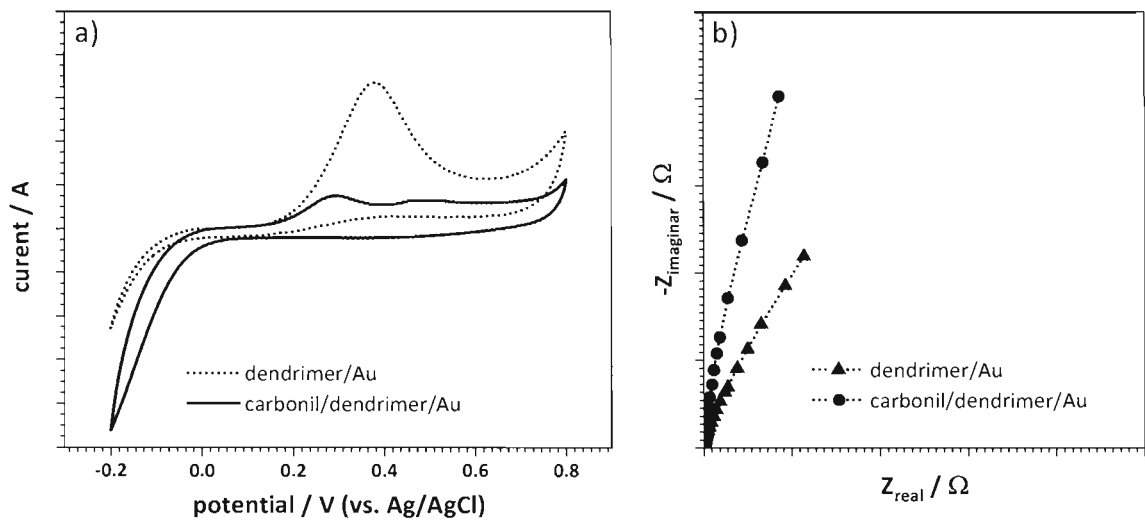 a)
curent / A
dendrimer/Au
carbonil/dendrimer/Au
-0.2 0.0 0.2 0.4 0.6 0.8
potential / V (vs. Ag/AgCl)
b)
-Zimaginar / Ω
dendrimer/Au
carbonil/dendrimer/Au
Zreal / Ω